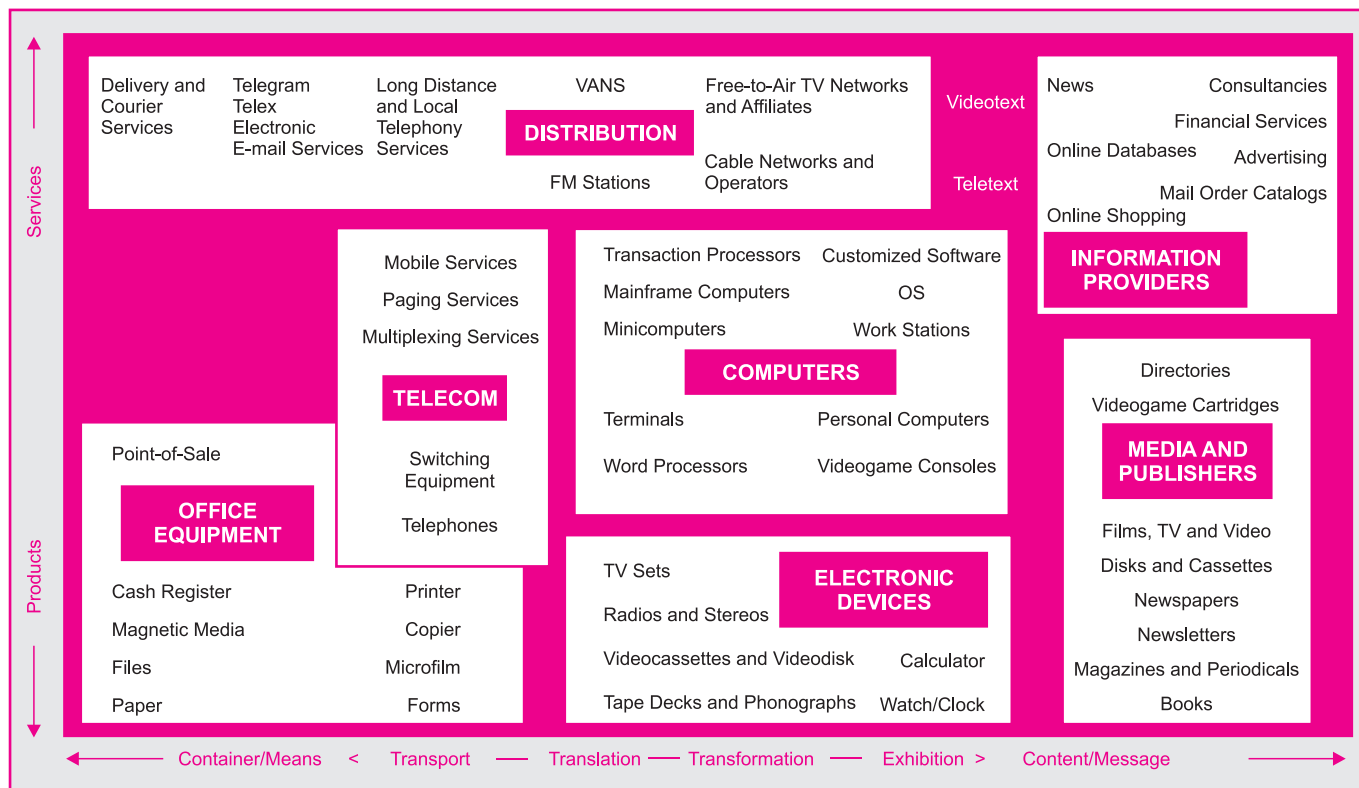 Services
Products
Delivery and
Courier
Services
Telegram
Telex
Electronic
E-mail Services
Long Distance
and Local
Telephony
Services
VANS
DISTRIBUTION
FM Stations
Free-to-Air TV Networks
and Affiliates
Cable Networks and
Operators
Videotext
Teletext
News
Consultancies
Financial Services
Online Databases
Advertising
Mail Order Catalogs
Online Shopping
INFORMATION
PROVIDERS
Mobile Services
Paging Services
Multiplexing Services
TELECOM
Switching
Equipment
Telephones
Transaction Processors
Customized Software
Mainframe Computers
OS
Minicomputers
Work Stations
COMPUTERS
Terminals
Personal Computers
Word Processors
Videogame Consoles
Directories
Videogame Cartridges
MEDIA AND
PUBLISHERS
Films, TV and Video
Disks and Cassettes
Newspapers
Newsletters
Magazines and Periodicals
Books
Point-of-Sale
OFFICE
EQUIPMENT
Cash Register
Printer
Magnetic Media
Copier
Files
Microfilm
Paper
Forms
TV Sets
ELECTRONIC
DEVICES
Radios and Stereos
Videocassettes and Videodisk
Calculator
Tape Decks and Phonographs
Watch/Clock
Container/Means < Transport — Translation — Transformation — Exhibition > Content/Message